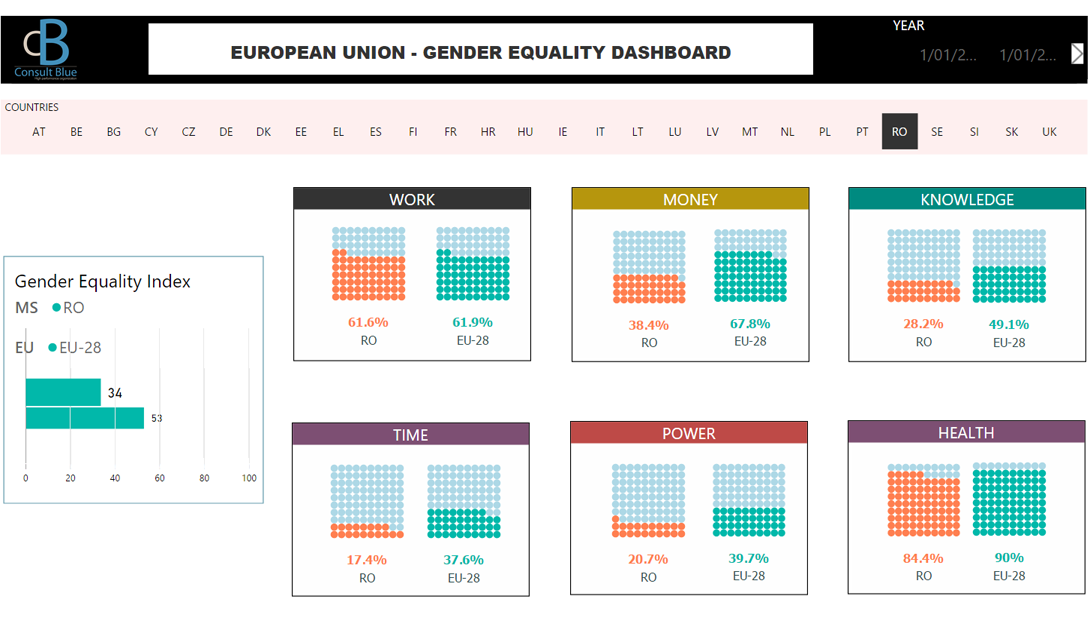 CB
Consult Blue
EUROPEAN UNION - GENDER EQUALITY DASHBOARD
YEAR
1/01/2... 1/01/2...
COUNTRIES
AT BE BG CY CZ DE DK EE EL ES FI FR HR HU IE IT LT LU LV MT NL PL PT RO SE SI SK UK
WORK
61.6% 61.9%
RO EU-28
MONEY
38.4% 67.8%
RO EU-28
KNOWLEDGE
28.2% 49.1%
RO EU-28
Gender Equality Index
MS RO
EU EU-28
34
53
0 20 40 60 80 100
TIME
17.4% 37.6%
RO EU-28
POWER
20.7% 39.7%
RO EU-28
HEALTH
84.4% 90%
RO EU-28